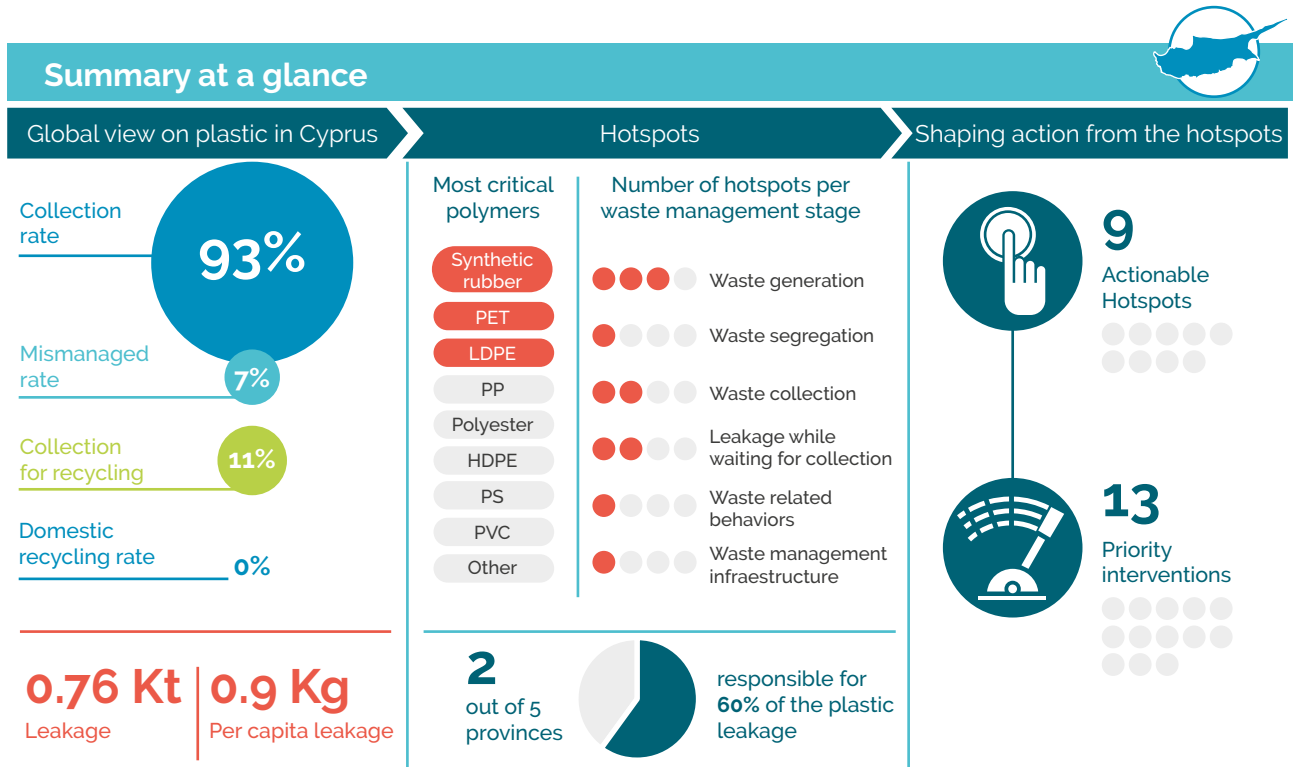 Summary at a glance
Global view on plastic in Cyprus
Collection
rate
93%
Mismanaged
rate
7%
Collection
for recycling
11%
Domestic
recycling rate
0%
0.76 Kt
Leakage
0.9 Kg
Per capita leakage
Hotspots
Most critical
polymers
Synthetic
rubber
PET
LDPE
PP
Polyester
HDPE
PS
PVC
Other
Number of hotspots per
waste management stage
Waste generation
Waste segregation
Waste collection
Leakage while
waiting for collection
Waste related
behaviors
Waste management
infraestructure
2
out of 5
provinces
responsible for
60% of the plastic
leakage
Shaping action from the hotspots
9
Actionable
Hotspots
13
Priority
interventions